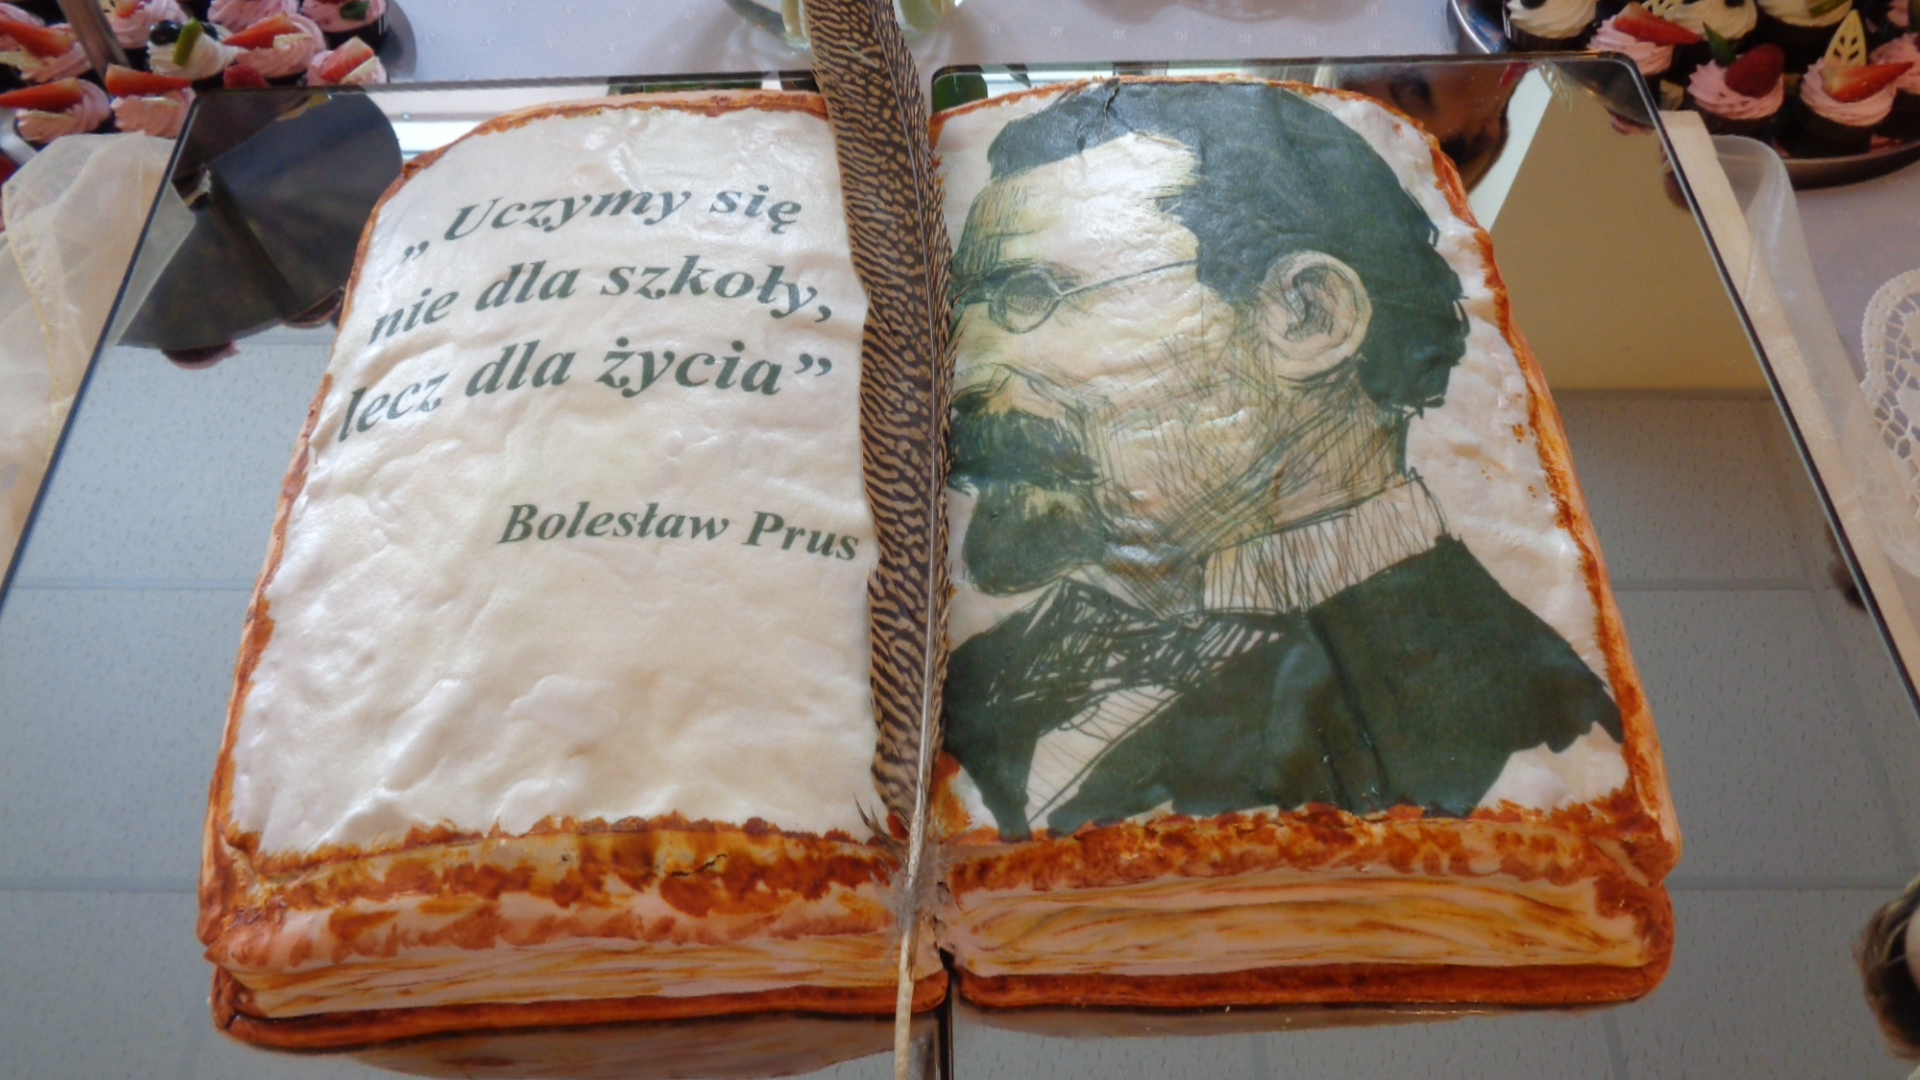 „Uczymy się
nie dla szkoły,
lecz dla życia”
Bolesław Prus